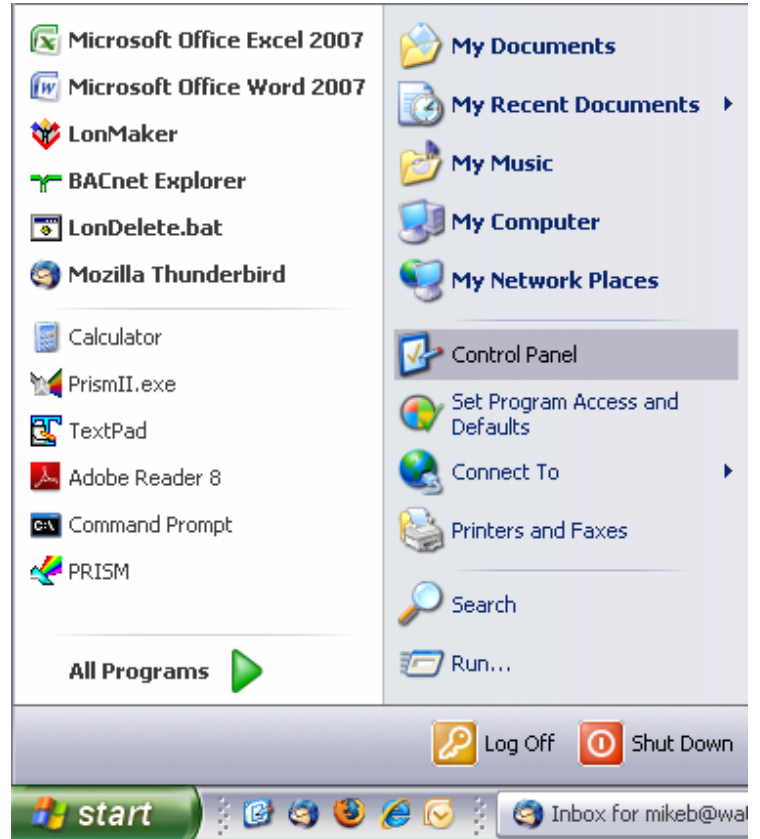 Microsoft Office Excel 2007
Microsoft Office Word 2007
LonMaker
BACnet Explorer
LonDelete.bat
Mozilla Thunderbird
Calculator
PrismII.exe
TextPad
Adobe Reader 8
Command Prompt
PRISM
All Programs
My Documents
My Recent Documents
My Music
My Computer
My Network Places
Control Panel
Set Program Access and
Defaults
Connect To
Printers and Faxes
Search
Run...
Log Off
Shut Down
start
Inbox for mikeb@wat